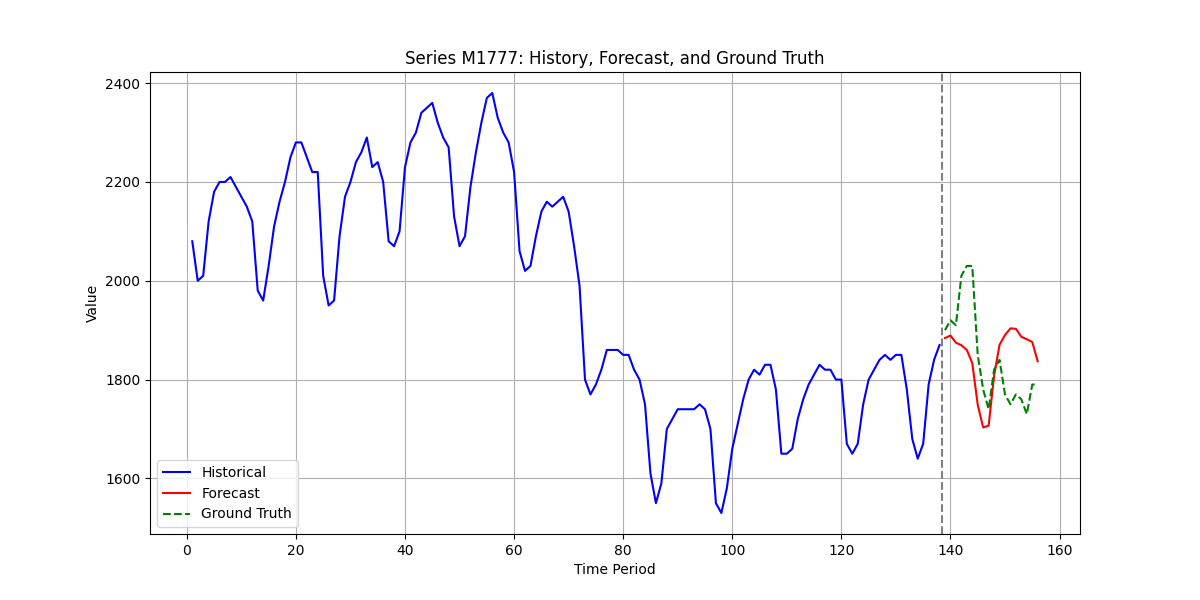 Series M1777: History, Forecast, and Ground Truth
2400
2200
2000
1800
1600
Value
Historical
Forecast
Ground Truth
0 20 40 60 80 100 120 140 160
Time Period